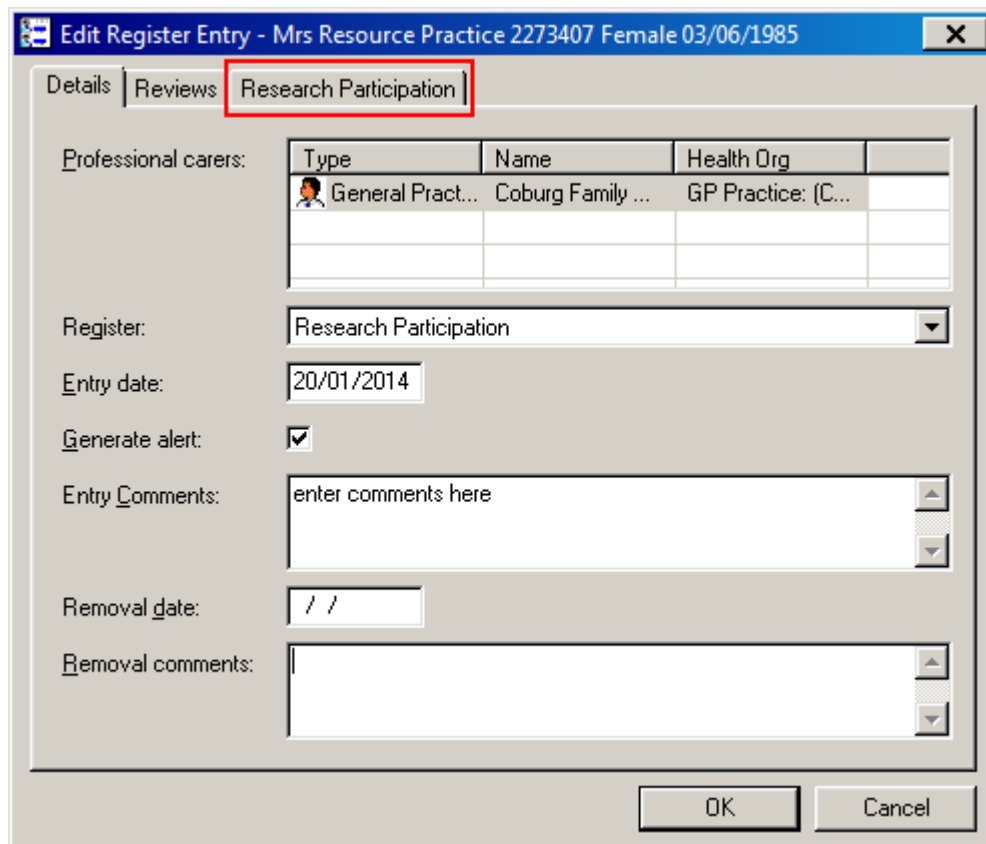 Edit Register Entry - Mrs Resource Practice 2273407 Female 03/06/1985
Details Reviews Research Participation
Professional carers: Type Name Health Org
General Pract... Coburg Family ... GP Practice: (C...
Register: Research Participation
Entry date: 20/01/2014
Generate alert:
Entry Comments: enter comments here
Removal date: / /
Removal comments:
OK Cancel